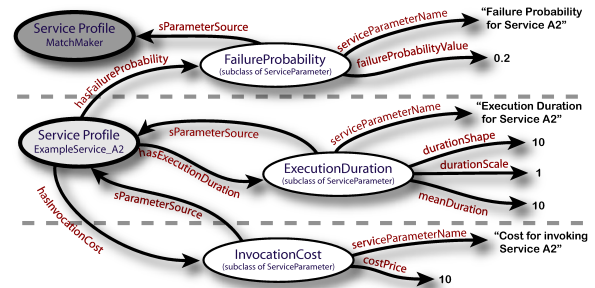 Service Profile
MatchMaker
sParameterSource
serviceParameterName
“Failure Probability
for Service A2”
FailureProbability
(subclass of ServiceParameter)
failureProbabilityValue
0.2
hasFailureProbability
Service Profile
ExampleService_A2
sParameterSource
serviceParameterName
“Execution Duration
for Service A2”
hasExecutionDuration
ExecutionDuration
(subclass of ServiceParameter)
durationShape
10
durationScale
1
meanDuration
10
hasInvocationCost
sParameterSource
InvocationCost
(subclass of ServiceParameter)
serviceParameterName
“Cost for invoking
Service A2”
costPrice
10